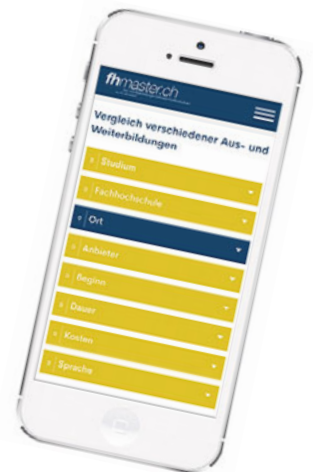 fhmaster.ch
Vergleich verschiedener Aus- und
Weiterbildungen
Studium
Fachhochschule
Ort
Anbieter
Beginn
Dauer
Kosten
Sprache